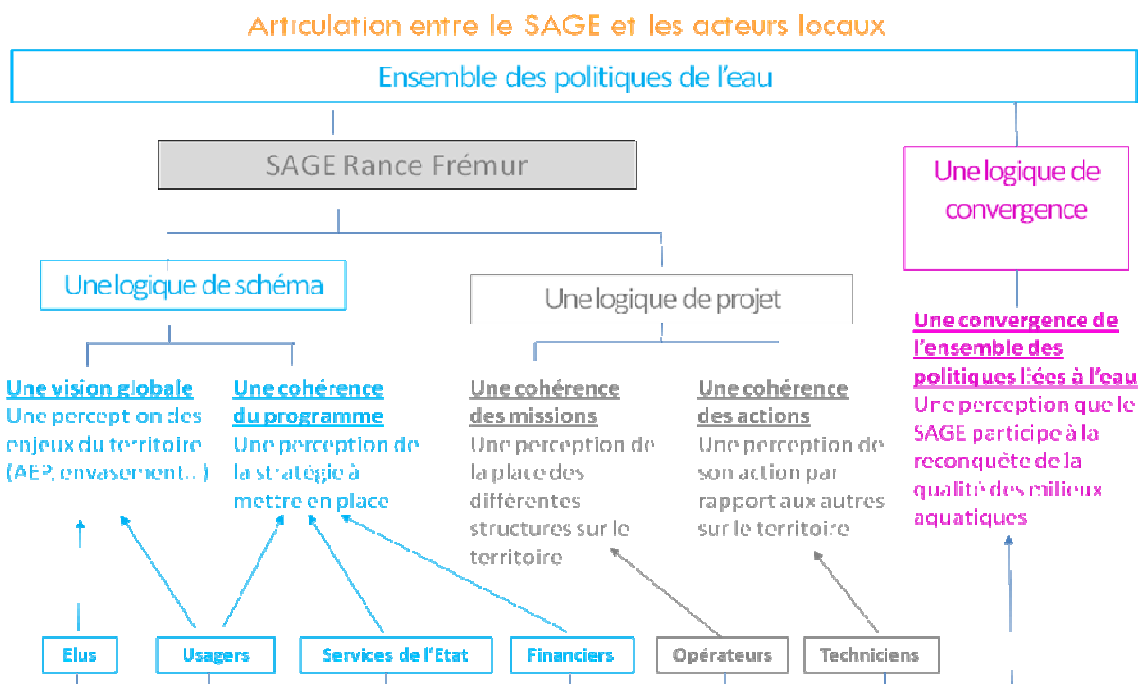 Articulation entre le SAGE et les acteurs locaux
Ensemble des politiques de l'eau
SAGE Rance Frémur
Une logique de
convergence
Une logique de schéma
Une logique de projet
Une vision globale
Une perception des
enjeux du territoire
(AEP, envasement...)
Une cohérence
du programme
Une perception de
la stratégie à
mettre en place
Une cohérence
des missions
Une perception de
la place des
différentes
structures sur le
territoire
Une cohérence
des actions
Une perception de
son action par
rapport aux autres
sur le territoire
Une convergence de
l'ensemble des
politiques liées à l'eau
Une perception que le
SAGE participe à la
reconquête de la
qualité des milieux
aquatiques
Elus
Usagers
Services de l'Etat
Financiers
Opérateurs
Techniciens